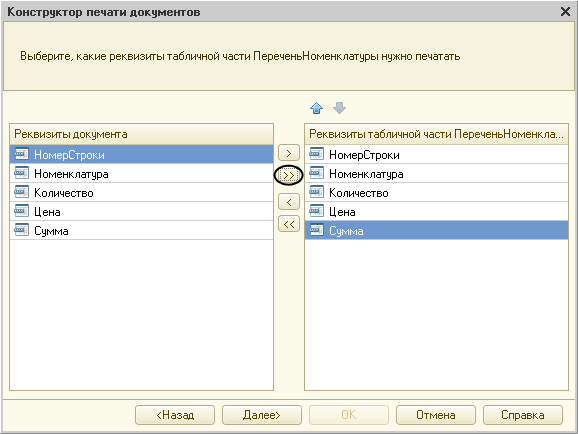 Конструктор печати документов
Выберите, какие реквизиты табличной части ПереченьНоменклатуры нужно печатать
Реквизиты документа
НомерСтроки
Номенклатура
Количество
Цена
Сумма
>
>>
<
<<
Реквизиты табличной части ПереченьНоменкла...
НомерСтроки
Номенклатура
Количество
Цена
Сумма
<Назад
Далее>
ОК
Отмена
Справка